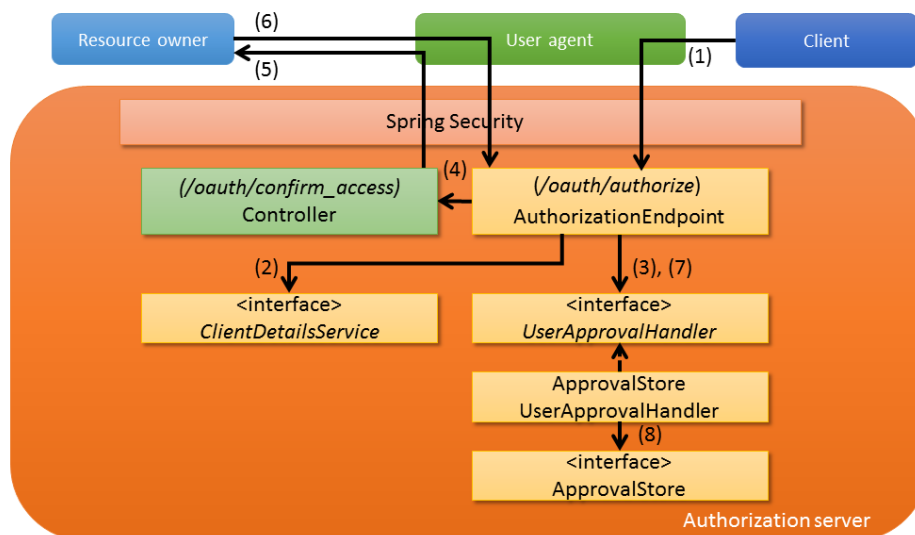 Resource owner
(6)
User agent
Client
(5)
(1)
Spring Security
(4)
(/oauth/confirm_access)
Controller
(/oauth/authorize)
AuthorizationEndpoint
(2)
(3), (7)
<interface>
ClientDetailsService
<interface>
UserApprovalHandler
ApprovalStore
UserApprovalHandler
(8)
<interface>
ApprovalStore
Authorization server